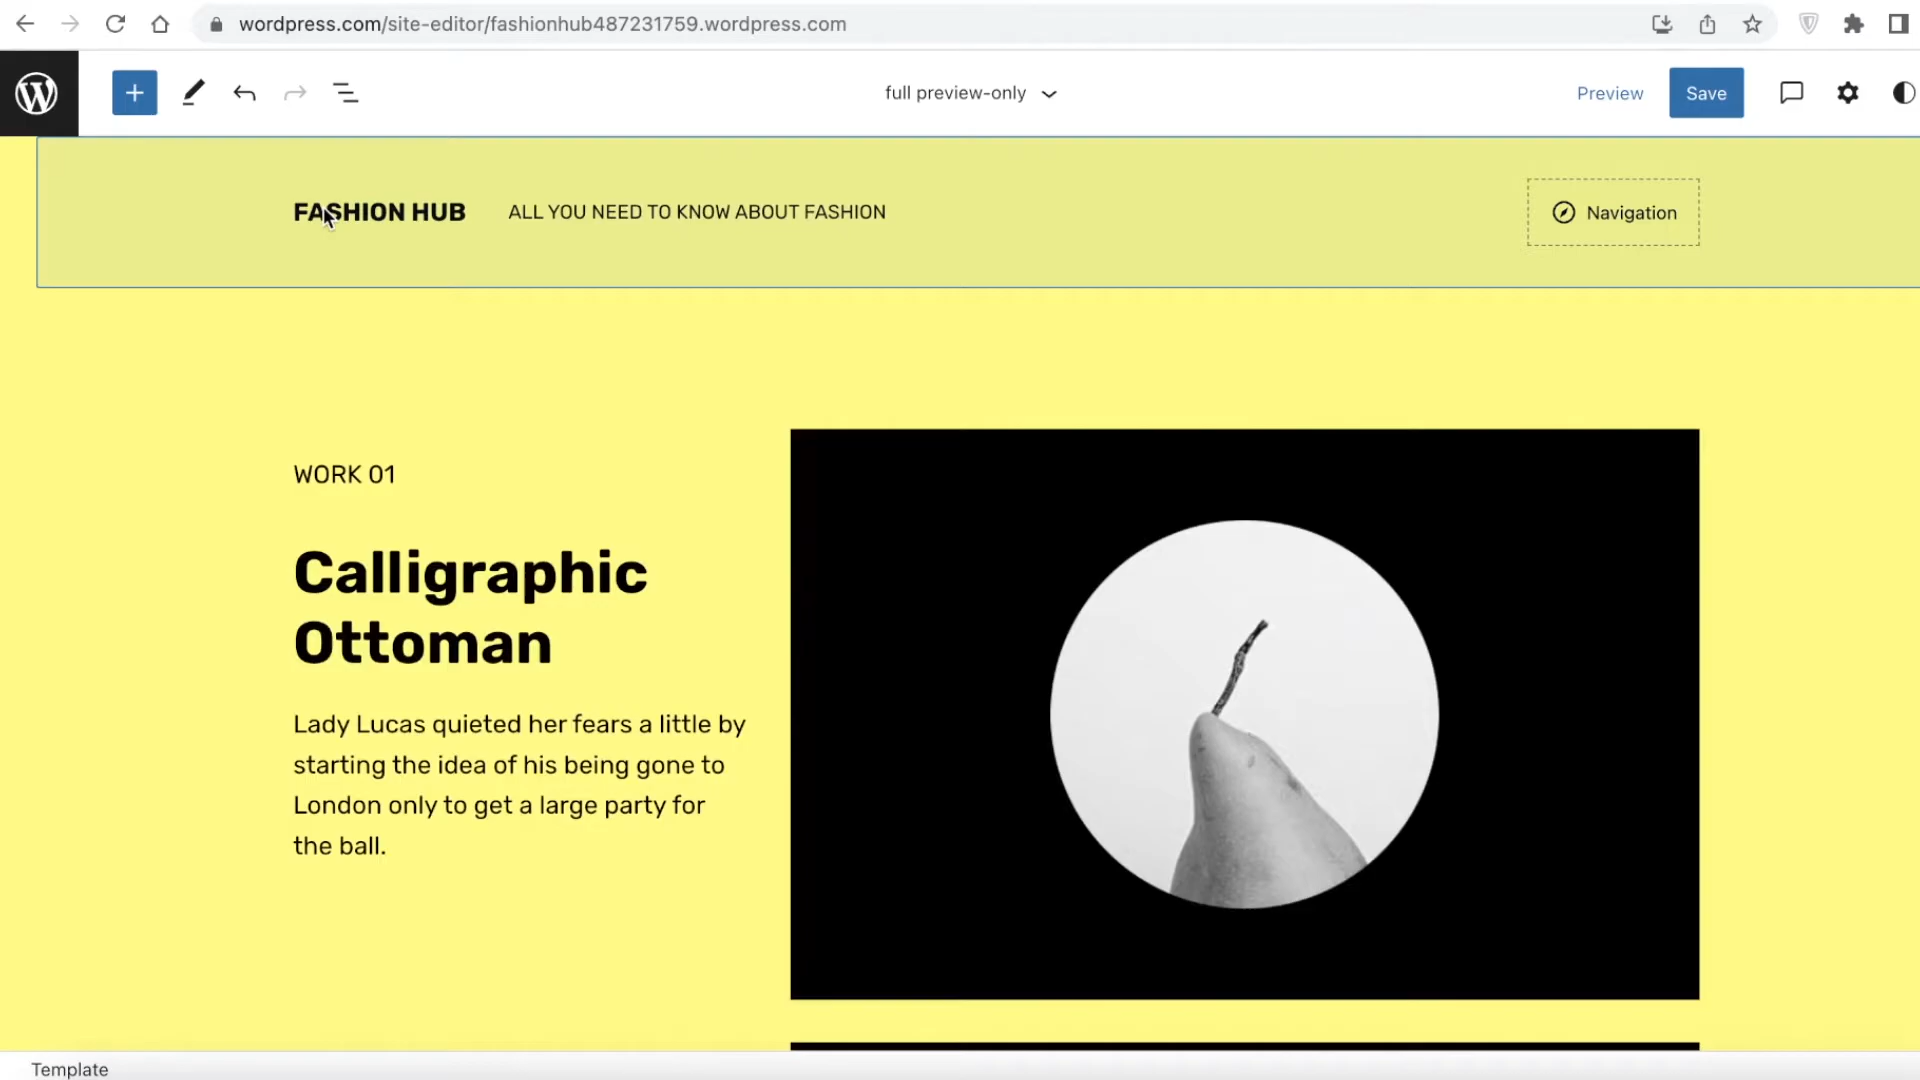 wordpress.com/site-editor/fashionhub487231759.wordpress.com
full preview-only
Preview
Save
FASHION HUB
ALL YOU NEED TO KNOW ABOUT FASHION
Navigation
WORK 01
Calligraphic
Ottoman
Lady Lucas quieted her fears a little by
starting the idea of his being gone to
London only to get a large party for
the ball.
Template